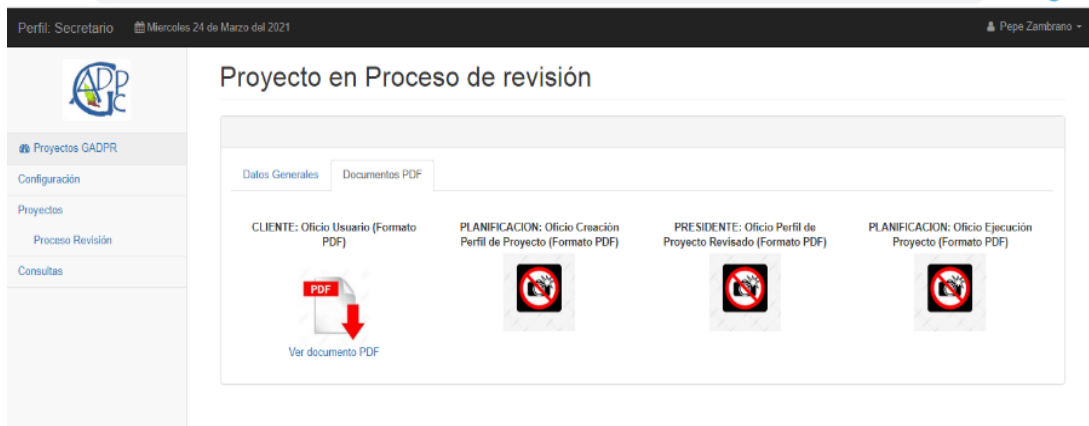 Perfil: Secretario Miercoles 24 de Marzo del 2021 Pepe Zambrano
GADPPGC
Proyecto en Proceso de revisión
Proyectos GADPR
Configuración
Proyectos
Proceso Revisión
Consultas
Datos Generales Documentos PDF
CLIENTE: Oficio Usuario (Formato
PDF)
PDF
Ver documento PDF
PLANIFICACION: Oficio Creación
Perfil de Proyecto (Formato PDF)
PRESIDENTE: Oficio Perfil de
Proyecto Revisado (Formato PDF)
PLANIFICACION: Oficio Ejecución
Proyecto (Formato PDF)